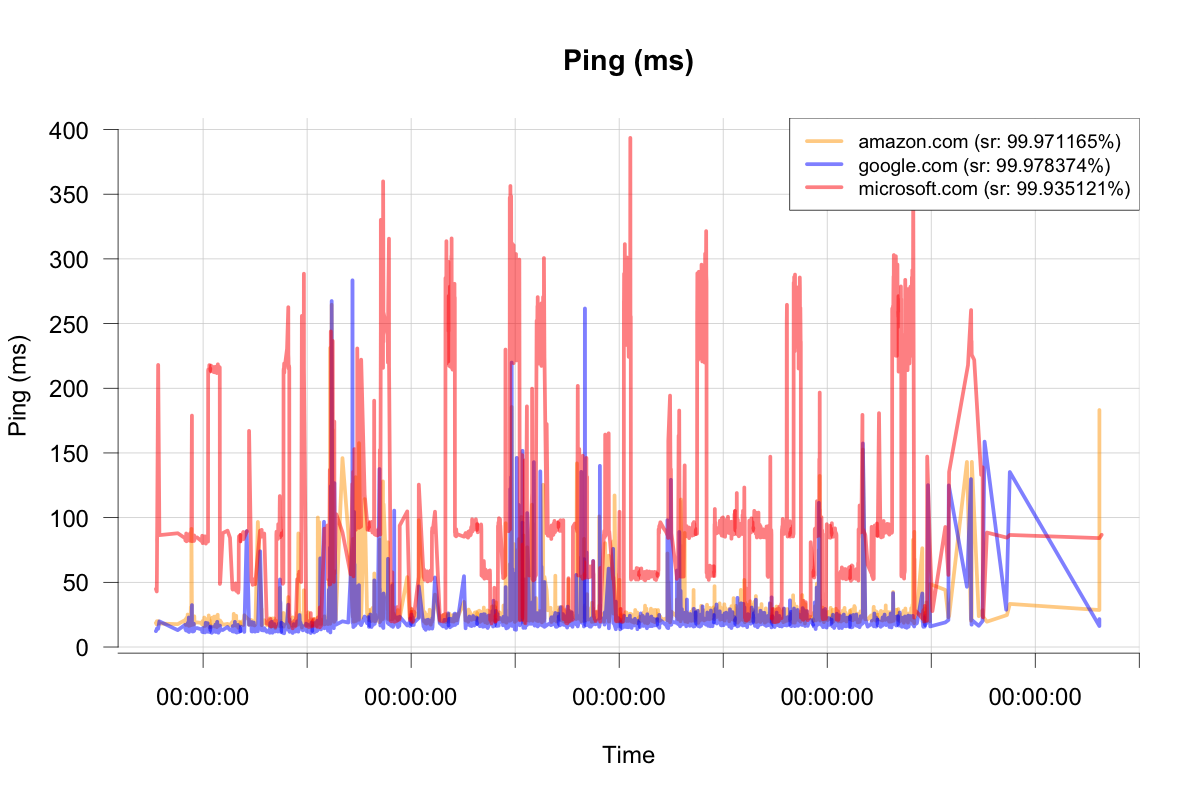 Ping (ms)
400
350
300
250
200
150
100
50
0
Ping (ms)
amazon.com (sr: 99.971165%)
google.com (sr: 99.978374%)
microsoft.com (sr: 99.935121%)
00:00:00 00:00:00 00:00:00 00:00:00 00:00:00
Time